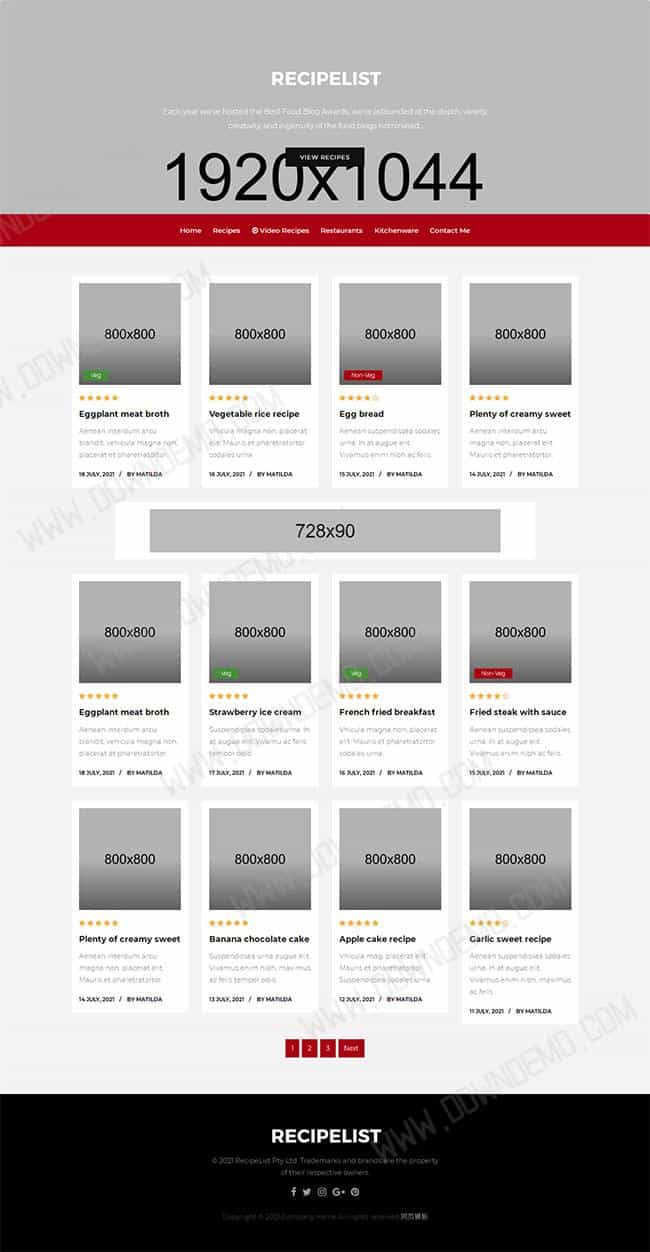 RECIPELIST
Each year we've hosted the Best Food Blog Awards, we're astounded at the depth, variety,
creativity, and ingenuity of the food blogs nominated...
VIEW RECIPES
1920x1044
Home Recipes Video Recipes Restaurants Kitchenware Contact Me
800x800 800x800 800x800 800x800
Veg Non-Veg
Eggplant meat broth
Aenean interdum arcu
blandit, vehicula magna non,
placerat et pharetratortor.
18 JULY, 2021 / BY MATILDA
Vegetable rice recipe
Vhicula magna non, placerat
elit. Mauris et pharetratortor
sodales urna.
16 JULY, 2021 / BY MATILDA
Egg bread
Aenean suspendisse sodales
urna. In at augue elit.
Vivamus enim nibh, ac felis.
15 JULY, 2021 / BY MATILDA
Plenty of creamy sweet
Aenean interdum arcu
magna non, placerat elit.
Mauris et pharetratortor.
14 JULY, 2021 / BY MATILDA
728x90
800x800 800x800 800x800 800x800
Veg Veg Non-Veg
Eggplant meat broth
Aenean interdum arcu
blandit, vehicula magna non,
placerat et pharetratortor.
18 JULY, 2021 / BY MATILDA
Strawberry ice cream
Suspendisse sodales urna. In
at augue elit. Vivamu ac felis
tempor odio.
17 JULY, 2021 / BY MATILDA
French fried breakfast
Vhicula magna non, placerat
elit. Mauris et pharetratortor
sodales urna.
16 JULY, 2021 / BY MATILDA
Fried steak with sauce
Aenean suspendisse sodales
urna. In at augue elit.
Vivamus enim nibh, ac felis.
15 JULY, 2021 / BY MATILDA
800x800 800x800 800x800 800x800
Plenty of creamy sweet
Aenean interdum arcu
magna non, placerat elit.
Mauris et pharetratortor.
14 JULY, 2021 / BY MATILDA
Banana chocolate cake
Suspendisse urna augue elit.
Vivamus enim nibh, maximus
ac felis tempor odio.
13 JULY, 2021 / BY MATILDA
Apple cake recipe
Vhicula mag, placerat elit.
Mauris et pharetratortor
Suspendisse sodales urna.
12 JULY, 2021 / BY MATILDA
Garlic sweet recipe
Aenean suspendisse sodales
urna. In at augue elit.
Vivamus enim nibh, maximus
ac felis.
11 JULY, 2021 / BY MATILDA
1 2 3 Next
RECIPELIST
© 2021 RecipeList Pty Ltd. Trademarks and brands are the property
of their respective owners.
Copyright © 2021.Company name All rights reserved.网页模板
WWW.DOWNDEMO.COM